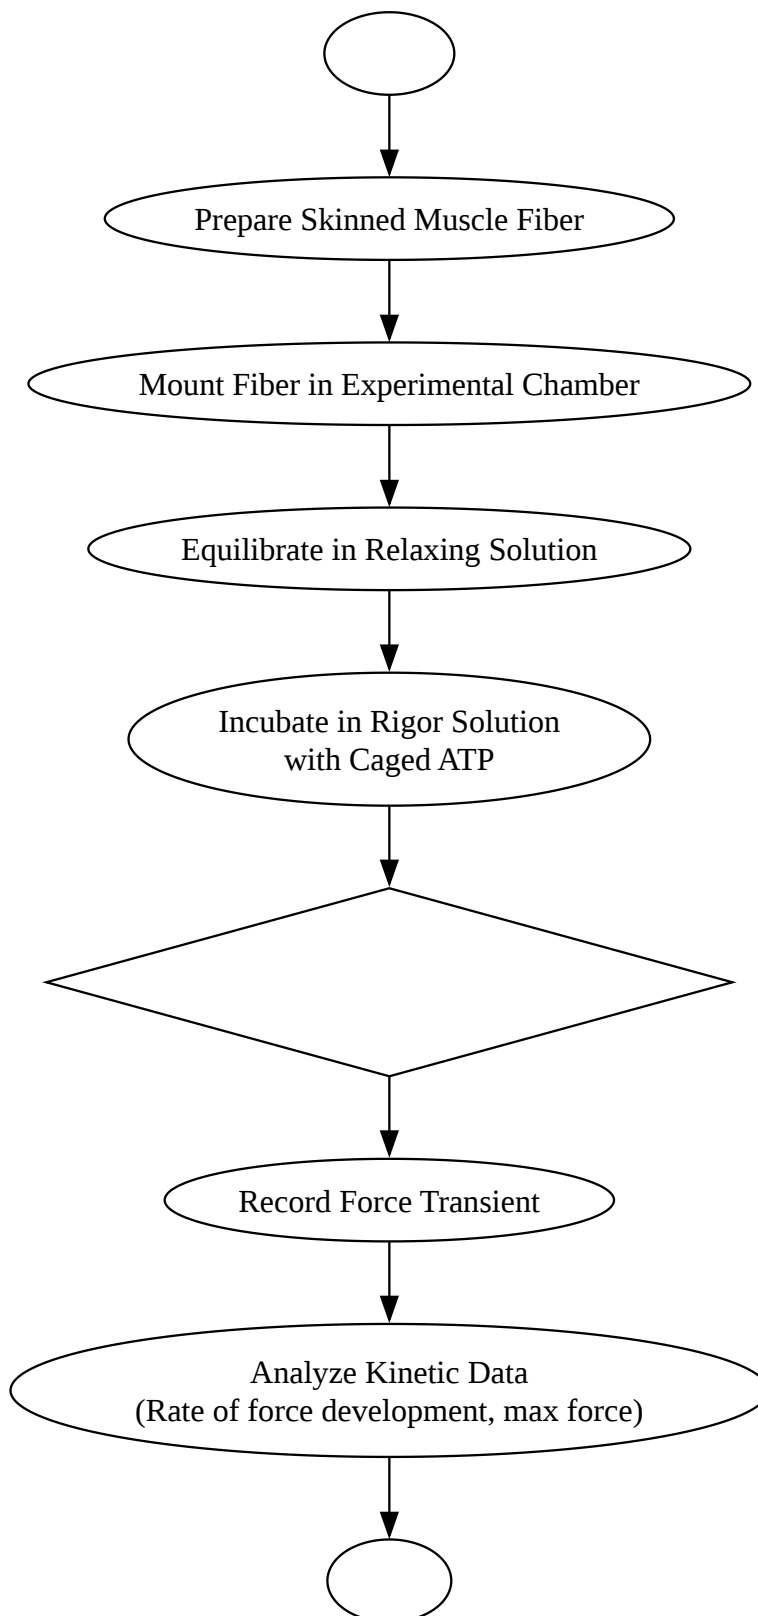 Prepare Skinned Muscle Fiber
Mount Fiber in Experimental Chamber
Equilibrate in Relaxing Solution
Incubate in Rigor Solution
with Caged ATP
Record Force Transient
Analyze Kinetic Data
(Rate of force development, max force)